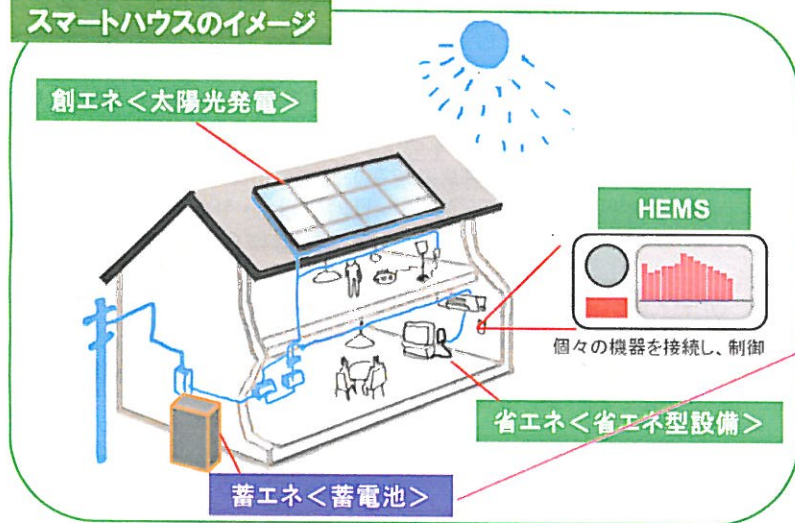 スマートハウスのイメージ
創エネ<太陽光発電>
HEMS
個々の機器を接続し、制御
省エネ<省エネ型設備>
蓄エネ<蓄電池>